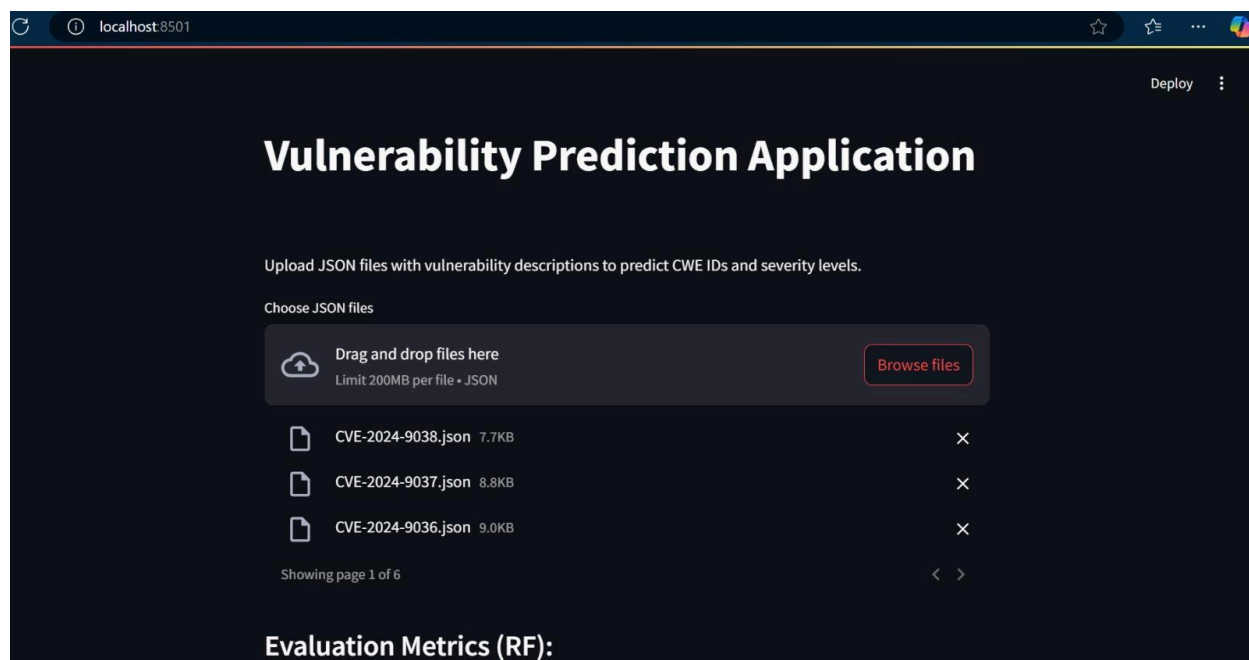 localhost:8501
Deploy
Vulnerability Prediction Application
Upload JSON files with vulnerability descriptions to predict CWE IDs and severity levels.
Choose JSON files
Drag and drop files here
Limit 200MB per file • JSON
Browse files
CVE-2024-9038.json 7.7KB
CVE-2024-9037.json 8.8KB
CVE-2024-9036.json 9.0KB
Showing page 1 of 6
Evaluation Metrics (RF):